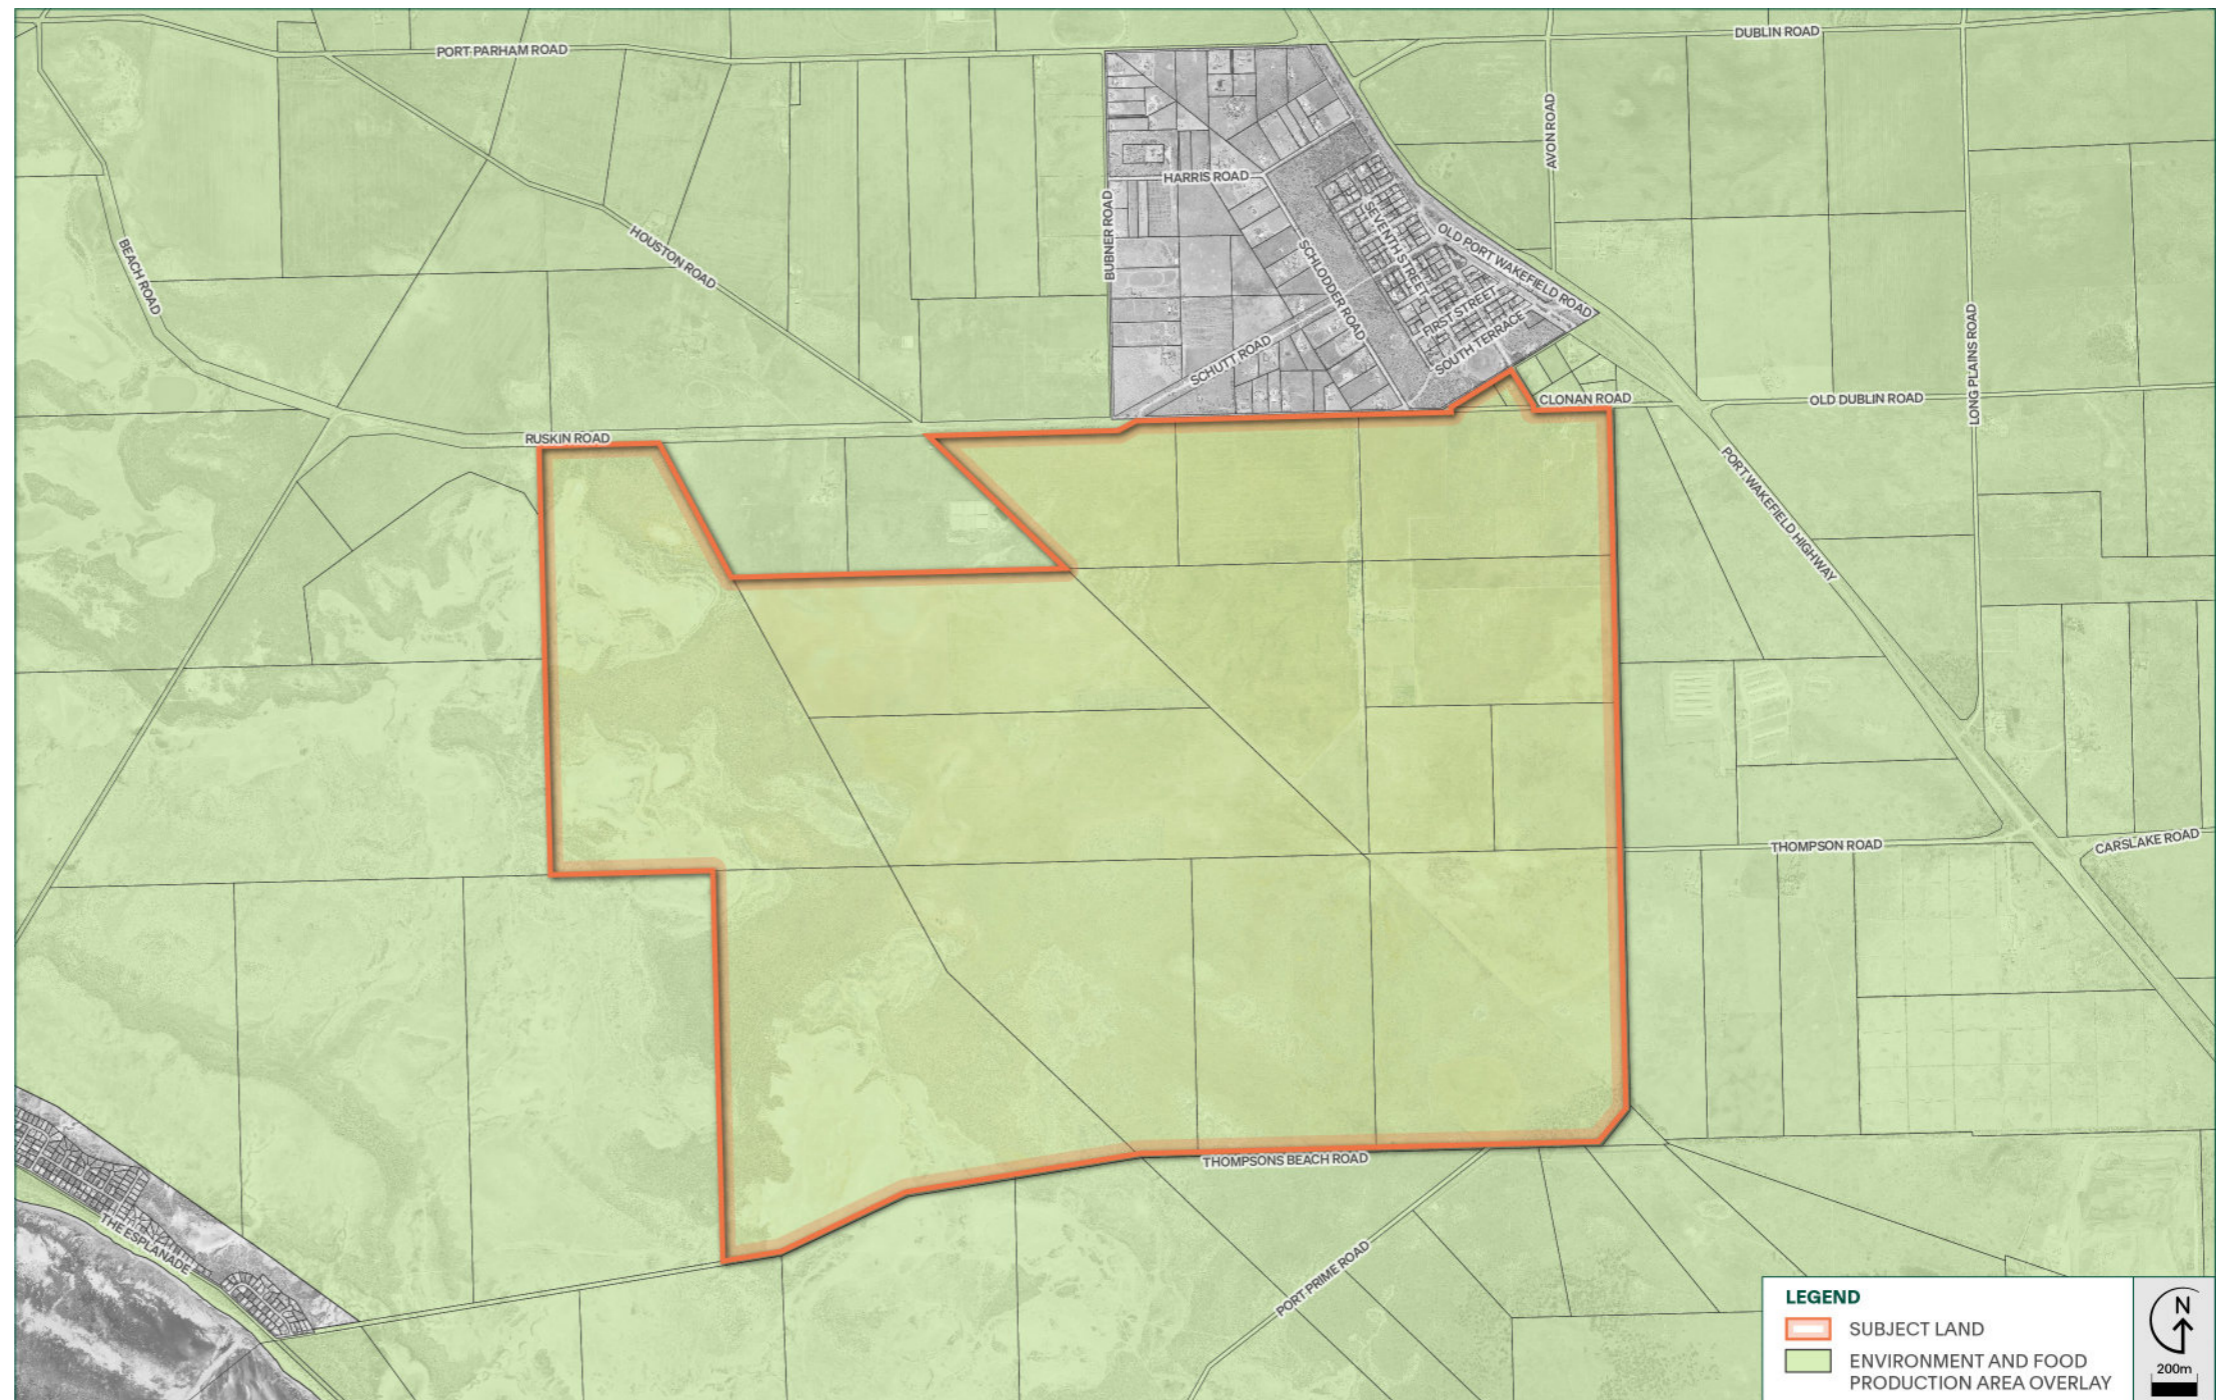 PORT PARHAM ROAD
DUBLIN ROAD
AVON ROAD
HARRIS ROAD
BUBNER ROAD
BEACH ROAD
HOUSTON ROAD
SEVENTH STREET
OLD PORT WAKEFIELD ROAD
SCHLODDER ROAD
FIRST STREET
SOUTH TERRACE
SCHUTT ROAD
LONG PLAINS ROAD
CLONAN ROAD
OLD DUBLIN ROAD
RUSKIN ROAD
PORT WAKEFIELD HIGHWAY
THOMPSON ROAD
CARSLAKE ROAD
THOMPSONS BEACH ROAD
THE ESPLANADE
PORT PRIME ROAD
LEGEND
SUBJECT LAND
ENVIRONMENT AND FOOD
PRODUCTION AREA OVERLAY
N
200m